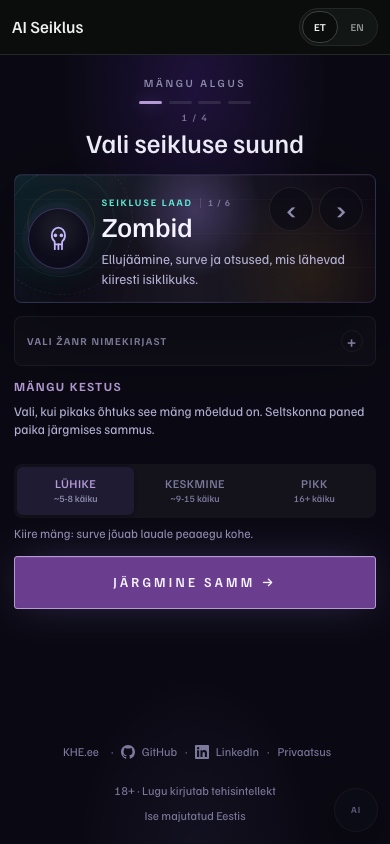 AI Seiklus
ET EN
MÄNGU ALGUS
1 / 4
Vali seikluse suund
SEIKLUSE LAAD | 1 / 6
Zombid
Ellujäämine, surve ja otsused, mis lähevad
kiiresti isiklikuks.
VALI ŽANR NIMEKIRJAST
MÄNGU KESTUS
Vali, kui pikaks õhtuks see mäng mõeldud on. Seltskonna paned
paika järgmises sammus.
LÜHIKE KESKMINE PIKK
~5-8 käiku ~9-15 käiku 16+ käiku
Kiire mäng: surve jõuab lauale peaaegu kohe.
JÄRGMINE SAMM →
KHE.ee · GitHub · LinkedIn · Privaatsus
18+ · Lugu kirjutab tehisintellekt
Ise majutatud Eestis
AI